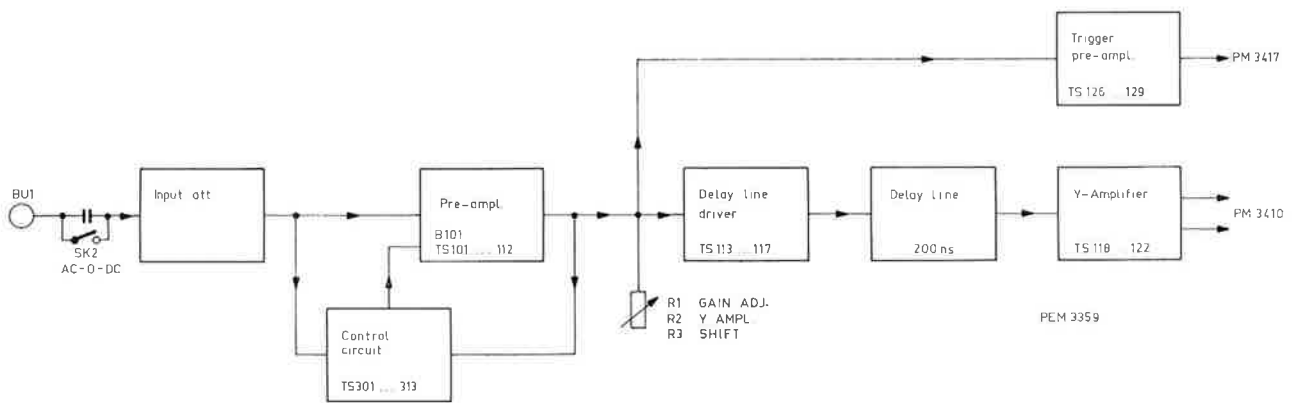 Trigger
pre-ampl.
TS 126 ... 129
PM 3417
BU1
SK2
AC-0-DC
Input att
Pre-ampl.
B101
TS101 .... 112
Control
circuit
TS301 .... 313
R1 GAIN ADJ.
R2 Y AMPL.
R3 SHIFT
Delay line
driver
TS113 ... 117
Delay line
200 ns
Y-Amplifier
TS 118 ... 122
PM 3410
PEM 3359